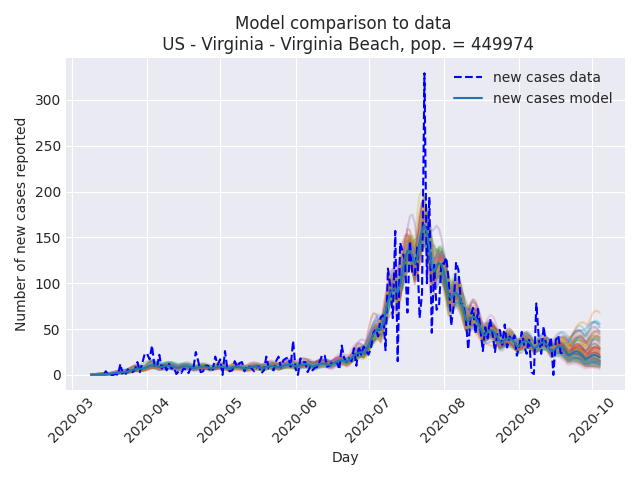 Model comparison to data
US - Virginia - Virginia Beach, pop. = 449974
new cases data
new cases model
Number of new cases reported
300
250
200
150
100
50
0
2020-03
2020-04
2020-05
2020-06
2020-07
2020-08
2020-09
2020-10
Day